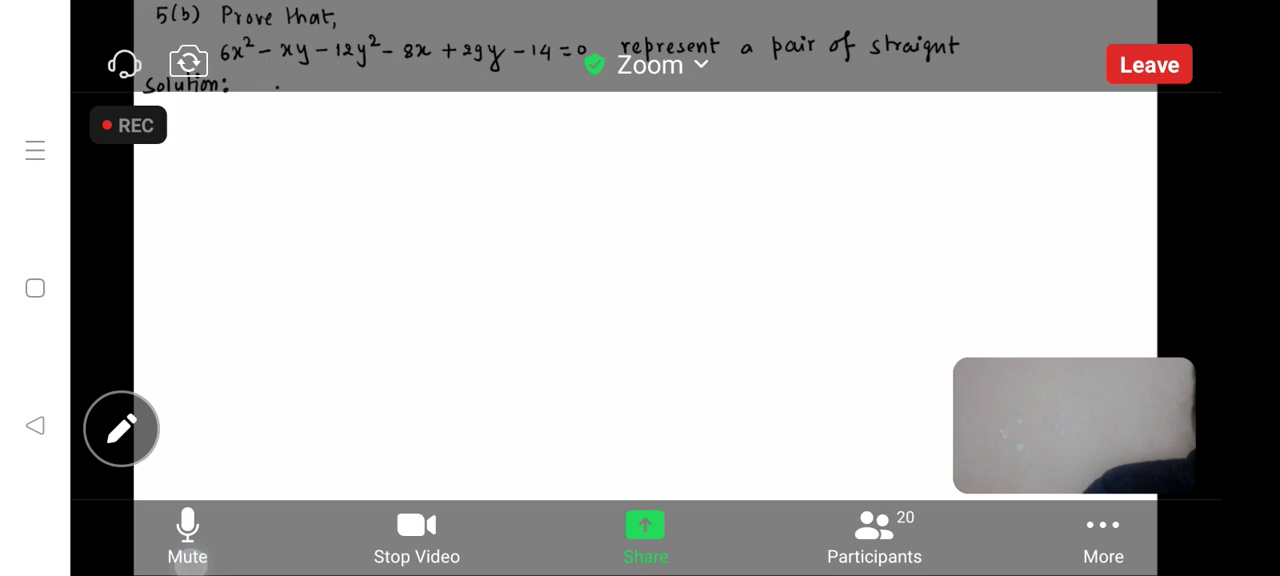 5(b) Prove that,
6x² - xy - 12y² - 8x + 29y - 14 = 0 represent a pair of straignt
Solution:
Zoom
Leave
REC
20
Mute
Stop Video
Share
Participants
More